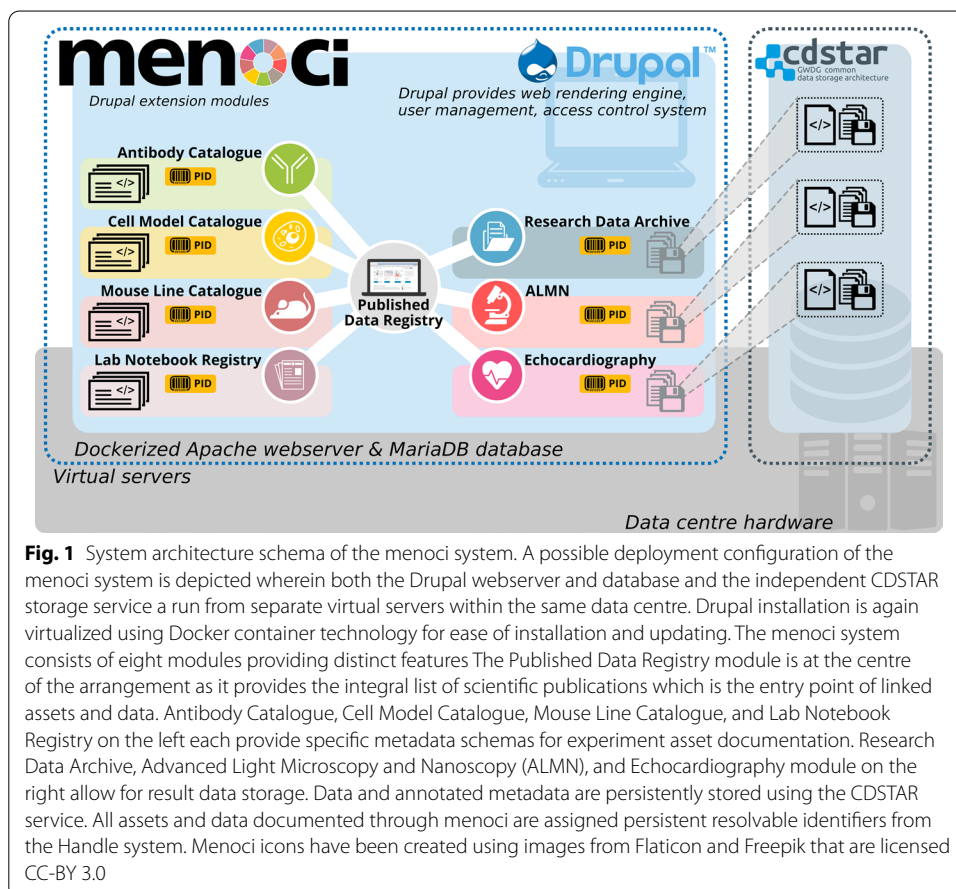 menoci
Drupal extension modules
Drupal™
Drupal provides web rendering engine,
user management, access control system
cdstar
GWDG common
data storage architecture
Antibody Catalogue
</>
PID
Cell Model Catalogue
</>
PID
Mouse Line Catalogue
</>
PID
Lab Notebook Registry
</>
PID
Published
Data Registry
Research Data Archive
PID
ALMN
PID
Echocardiography
PID
</>
</>
</>
Dockerized Apache webserver & MariaDB database
Virtual servers
Data centre hardware
Fig. 1 System architecture schema of the menoci system. A possible deployment configuration of the
menoci system is depicted wherein both the Drupal webserver and database and the independent CDSTAR
storage service a run from separate virtual servers within the same data centre. Drupal installation is again
virtualized using Docker container technology for ease of installation and updating. The menoci system
consists of eight modules providing distinct features The Published Data Registry module is at the centre
of the arrangement as it provides the integral list of scientific publications which is the entry point of linked
assets and data. Antibody Catalogue, Cell Model Catalogue, Mouse Line Catalogue, and Lab Notebook
Registry on the left each provide specific metadata schemas for experiment asset documentation. Research
Data Archive, Advanced Light Microscopy and Nanoscopy (ALMN), and Echocardiography module on the
right allow for result data storage. Data and annotated metadata are persistently stored using the CDSTAR
service. All assets and data documented through menoci are assigned persistent resolvable identifiers from
the Handle system. Menoci icons have been created using images from Flaticon and Freepik that are licensed
CC-BY 3.0